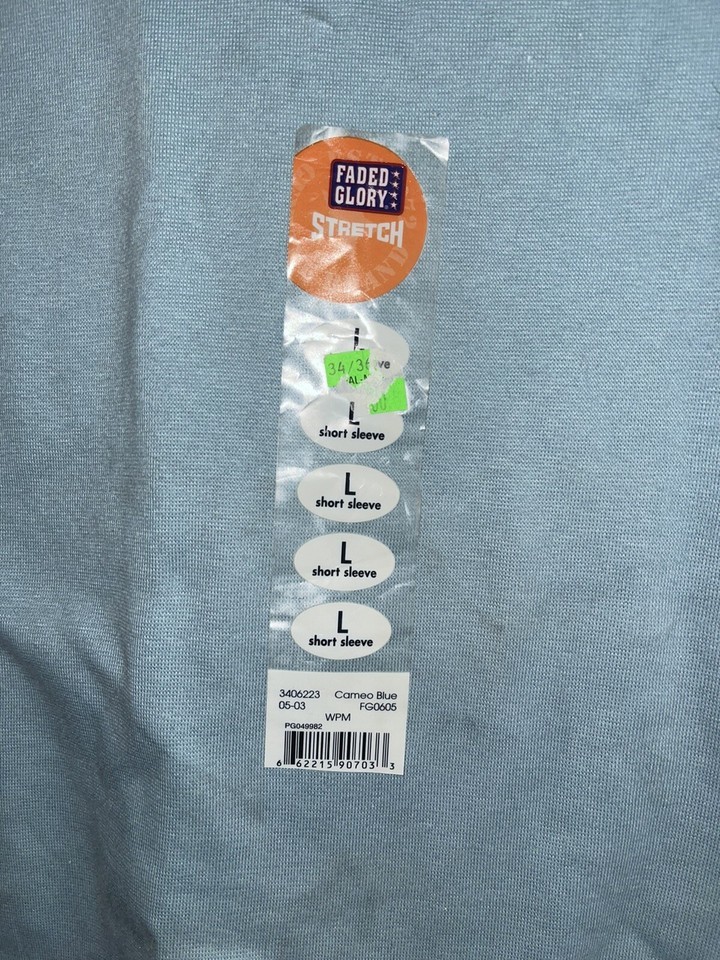 FADED
GLORY
STRETCH
L
34/36
L
short sleeve
L
short sleeve
L
short sleeve
L
short sleeve
3406223 Cameo Blue
05-03 FG0605
WPM
PG049982
6 62215 90703 3